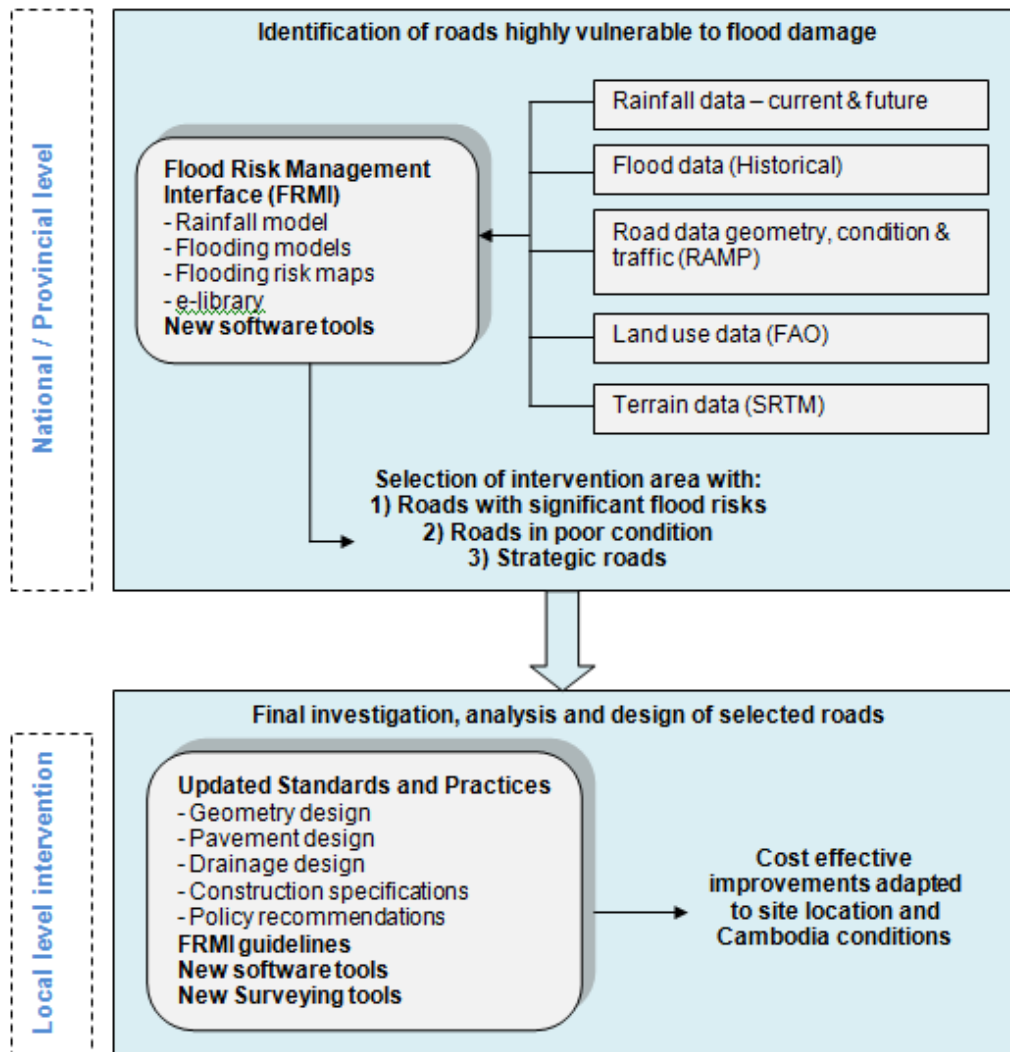 National / Provincial level
Identification of roads highly vulnerable to flood damage
Flood Risk Management
Interface (FRMI)
- Rainfall model
- Flooding models
- Flooding risk maps
- e-library
New software tools
Rainfall data – current & future
Flood data (Historical)
Road data geometry, condition &
traffic (RAMP)
Land use data (FAO)
Terrain data (SRTM)
Selection of intervention area with:
1) Roads with significant flood risks
2) Roads in poor condition
3) Strategic roads
Local level intervention
Final investigation, analysis and design of selected roads
Updated Standards and Practices
- Geometry design
- Pavement design
- Drainage design
- Construction specifications
- Policy recommendations
FRMI guidelines
New software tools
New Surveying tools
Cost effective
improvements adapted
to site location and
Cambodia conditions